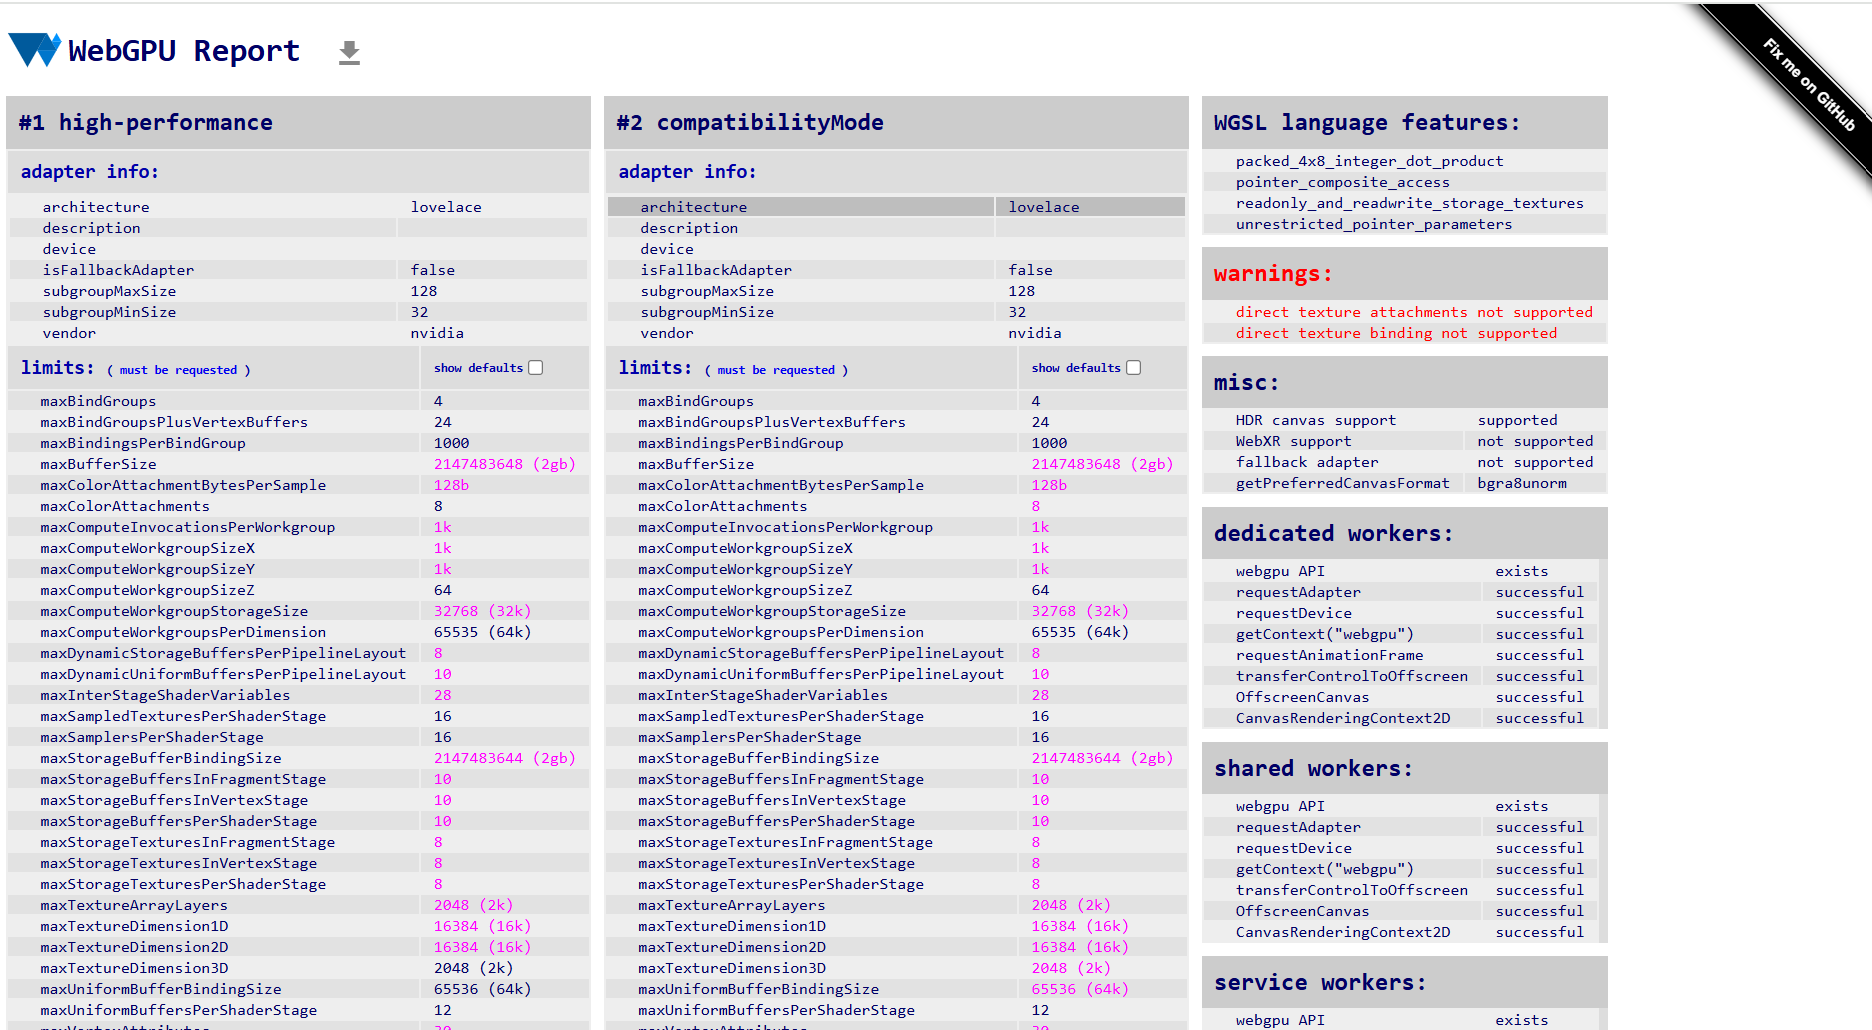 WebGPU Report
Fix me on GitHub
#1 high-performance
adapter info:
architecture lovelace
description
device
isFallbackAdapter false
subgroupMaxSize 128
subgroupMinSize 32
vendor nvidia
limits: ( must be requested ) show defaults
maxBindGroups 4
maxBindGroupsPlusVertexBuffers 24
maxBindingsPerBindGroup 1000
maxBufferSize 2147483648 (2gb)
maxColorAttachmentBytesPerSample 128b
maxColorAttachments 8
maxComputeInvocationsPerWorkgroup 1k
maxComputeWorkgroupSizeX 1k
maxComputeWorkgroupSizeY 1k
maxComputeWorkgroupSizeZ 64
maxComputeWorkgroupStorageSize 32768 (32k)
maxComputeWorkgroupsPerDimension 65535 (64k)
maxDynamicStorageBuffersPerPipelineLayout 8
maxDynamicUniformBuffersPerPipelineLayout 10
maxInterStageShaderVariables 28
maxSampledTexturesPerShaderStage 16
maxSamplersPerShaderStage 16
maxStorageBufferBindingSize 2147483644 (2gb)
maxStorageBuffersInFragmentStage 10
maxStorageBuffersInVertexStage 10
maxStorageBuffersPerShaderStage 10
maxStorageTexturesInFragmentStage 8
maxStorageTexturesInVertexStage 8
maxStorageTexturesPerShaderStage 8
maxTextureArrayLayers 2048 (2k)
maxTextureDimension1D 16384 (16k)
maxTextureDimension2D 16384 (16k)
maxTextureDimension3D 2048 (2k)
maxUniformBufferBindingSize 65536 (64k)
maxUniformBuffersPerShaderStage 12
#2 compatibilityMode
adapter info:
architecture lovelace
description
device
isFallbackAdapter false
subgroupMaxSize 128
subgroupMinSize 32
vendor nvidia
limits: ( must be requested ) show defaults
maxBindGroups 4
maxBindGroupsPlusVertexBuffers 24
maxBindingsPerBindGroup 1000
maxBufferSize 2147483648 (2gb)
maxColorAttachmentBytesPerSample 128b
maxColorAttachments 8
maxComputeInvocationsPerWorkgroup 1k
maxComputeWorkgroupSizeX 1k
maxComputeWorkgroupSizeY 1k
maxComputeWorkgroupSizeZ 64
maxComputeWorkgroupStorageSize 32768 (32k)
maxComputeWorkgroupsPerDimension 65535 (64k)
maxDynamicStorageBuffersPerPipelineLayout 8
maxDynamicUniformBuffersPerPipelineLayout 10
maxInterStageShaderVariables 28
maxSampledTexturesPerShaderStage 16
maxSamplersPerShaderStage 16
maxStorageBufferBindingSize 2147483644 (2gb)
maxStorageBuffersInFragmentStage 10
maxStorageBuffersInVertexStage 10
maxStorageBuffersPerShaderStage 10
maxStorageTexturesInFragmentStage 8
maxStorageTexturesInVertexStage 8
maxStorageTexturesPerShaderStage 8
maxTextureArrayLayers 2048 (2k)
maxTextureDimension1D 16384 (16k)
maxTextureDimension2D 16384 (16k)
maxTextureDimension3D 2048 (2k)
maxUniformBufferBindingSize 65536 (64k)
maxUniformBuffersPerShaderStage 12
WGSL language features:
packed_4x8_integer_dot_product
pointer_composite_access
readonly_and_readwrite_storage_textures
unrestricted_pointer_parameters
warnings:
direct texture attachments not supported
direct texture binding not supported
misc:
HDR canvas support supported
WebXR support not supported
fallback adapter not supported
getPreferredCanvasFormat bgra8unorm
dedicated workers:
webgpu API exists
requestAdapter successful
requestDevice successful
getContext("webgpu") successful
requestAnimationFrame successful
transferControlToOffscreen successful
OffscreenCanvas successful
CanvasRenderingContext2D successful
shared workers:
webgpu API exists
requestAdapter successful
requestDevice successful
getContext("webgpu") successful
transferControlToOffscreen successful
OffscreenCanvas successful
CanvasRenderingContext2D successful
service workers:
webgpu API exists